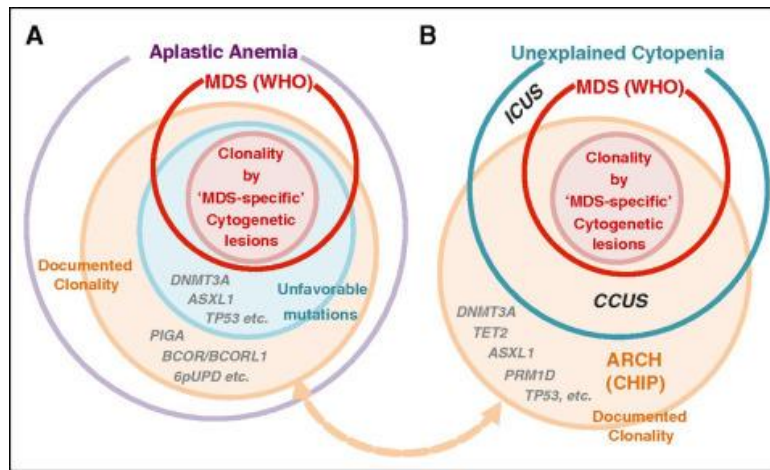 A
Aplastic Anemia
MDS (WHO)
Clonality
by
‘MDS-specific’
Cytogenetic
lesions
Documented
Clonality
DNMT3A
ASXL1
TP53 etc.
Unfavorable
mutations
PIGA
BCOR/BCORL1
6pUPD etc.
B
Unexplained Cytopenia
ICUS
MDS (WHO)
Clonality
by
‘MDS-specific’
Cytogenetic
lesions
CCUS
DNMT3A
TET2
ASXL1
PRM1D
TP53, etc.
ARCH
(CHIP)
Documented
Clonality